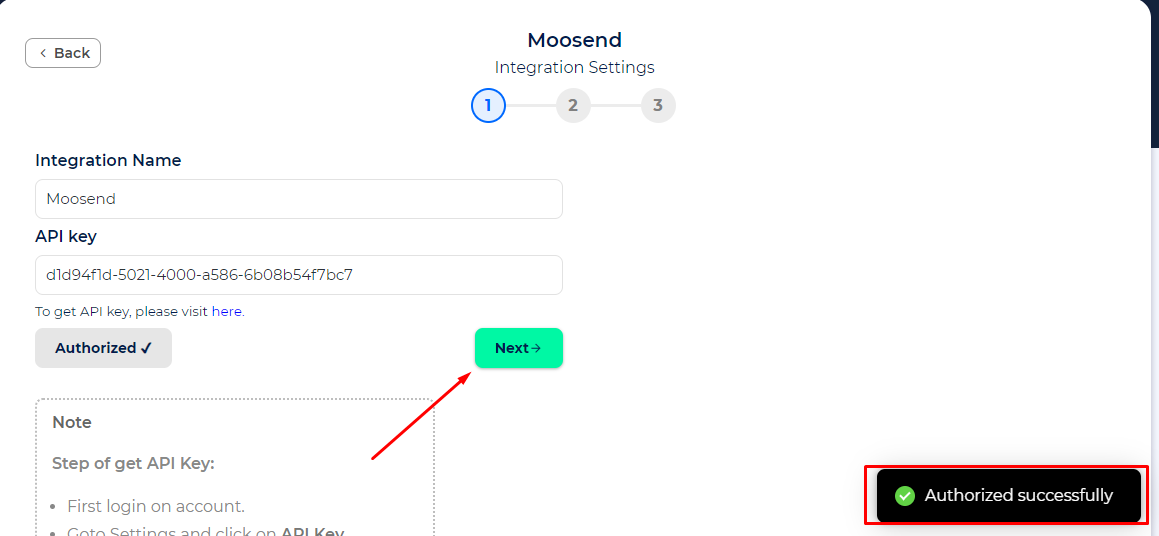 Back
Moosend
Integration Settings
1 2 3
Integration Name
Moosend
API key
d1d94f1d-5021-4000-a586-6b08b54f7bc7
To get API key, please visit here.
Authorized ✓
Next→
Note
Step of get API Key:
• First login on account.
• Goto Settings and click on API Key
Authorized successfully